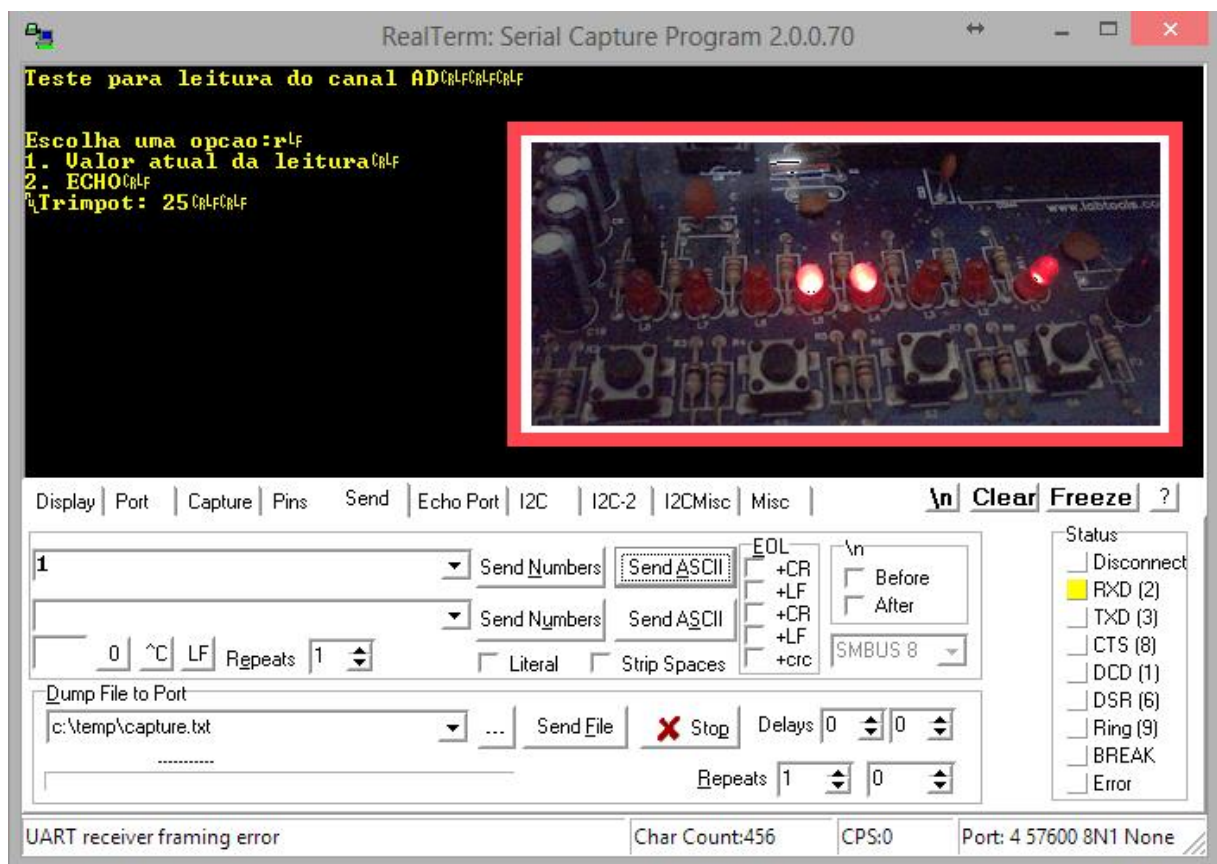 RealTerm: Serial Capture Program 2.0.0.70
Teste para leitura do canal ADCRLFCRLFCRLF
Escolha uma opcao:rLF
1. Valor atual da leituraCRLF
2. ECHOCRLF
Trimpot: 25CRLFCRLF
www.labtools.co
Display Port Capture Pins Send Echo Port I2C I2C-2 I2CMisc Misc \n Clear Freeze ?
1 Send Numbers Send ASCII
Send Numbers Send ASCII
0 ^C LF Repeats 1
Literal Strip Spaces
EOL
+CR
+LF
+CR
+LF
+crc
\n
Before
After
SMBUS 8
Dump File to Port
c:\temp\capture.txt ... Send File Stop Delays 0 0
Repeats 1 0
Status
Disconnect
RXD (2)
TXD (3)
CTS (8)
DCD (1)
DSR (6)
Ring (9)
BREAK
Error
UART receiver framing error Char Count:456 CPS:0 Port: 4 57600 8N1 None